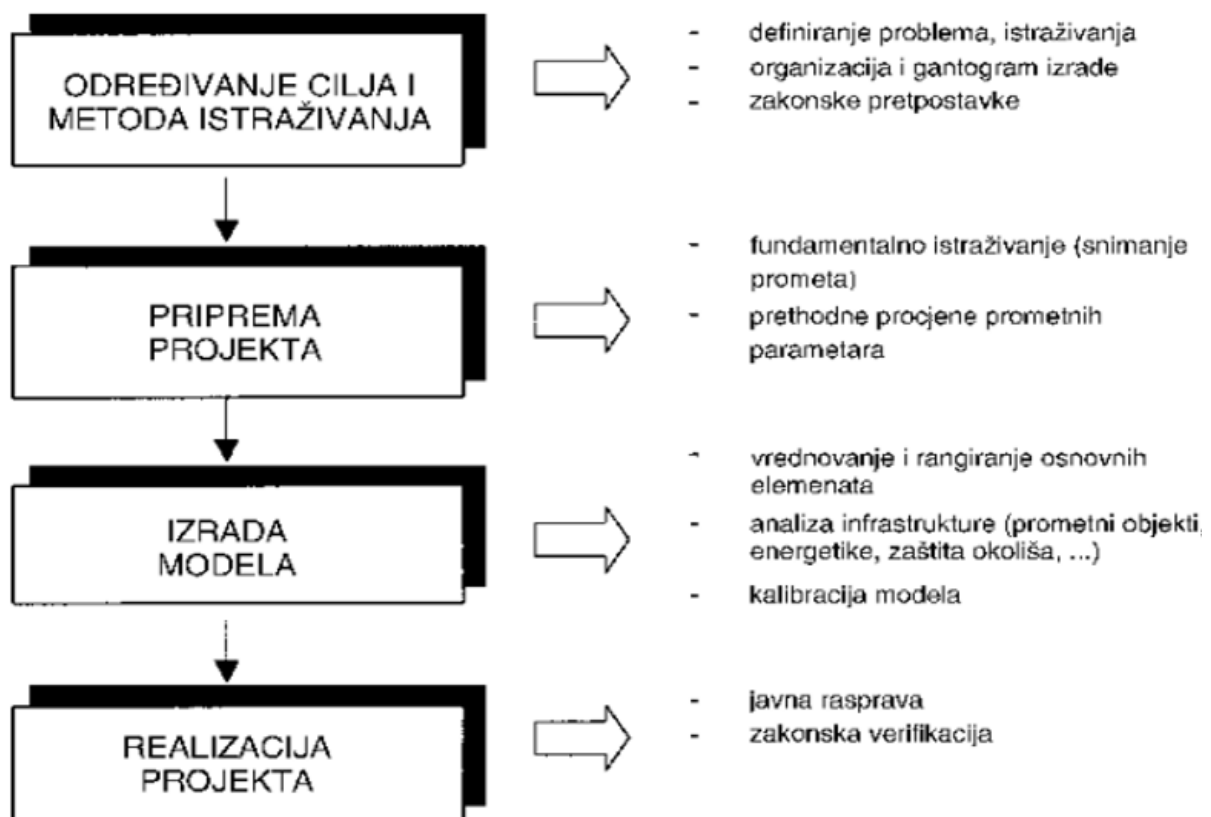 ODREĐIVANJE CILJA I
METODA ISTRAŽIVANJA
- definiranje problema, istraživanja
- organizacija i gantogram izrade
- zakonske pretpostavke
PRIPREMA
PROJEKTA
- fundamentalno istraživanje (snimanje
prometa)
- prethodne procjene prometnih
parametara
IZRADA
MODELA
- vrednovanje i rangiranje osnovnih
elemenata
- analiza infrastrukture (prometni objekti,
energetike, zaštita okoliša, ...)
- kalibracija modela
REALIZACIJA
PROJEKTA
- javna rasprava
- zakonska verifikacija